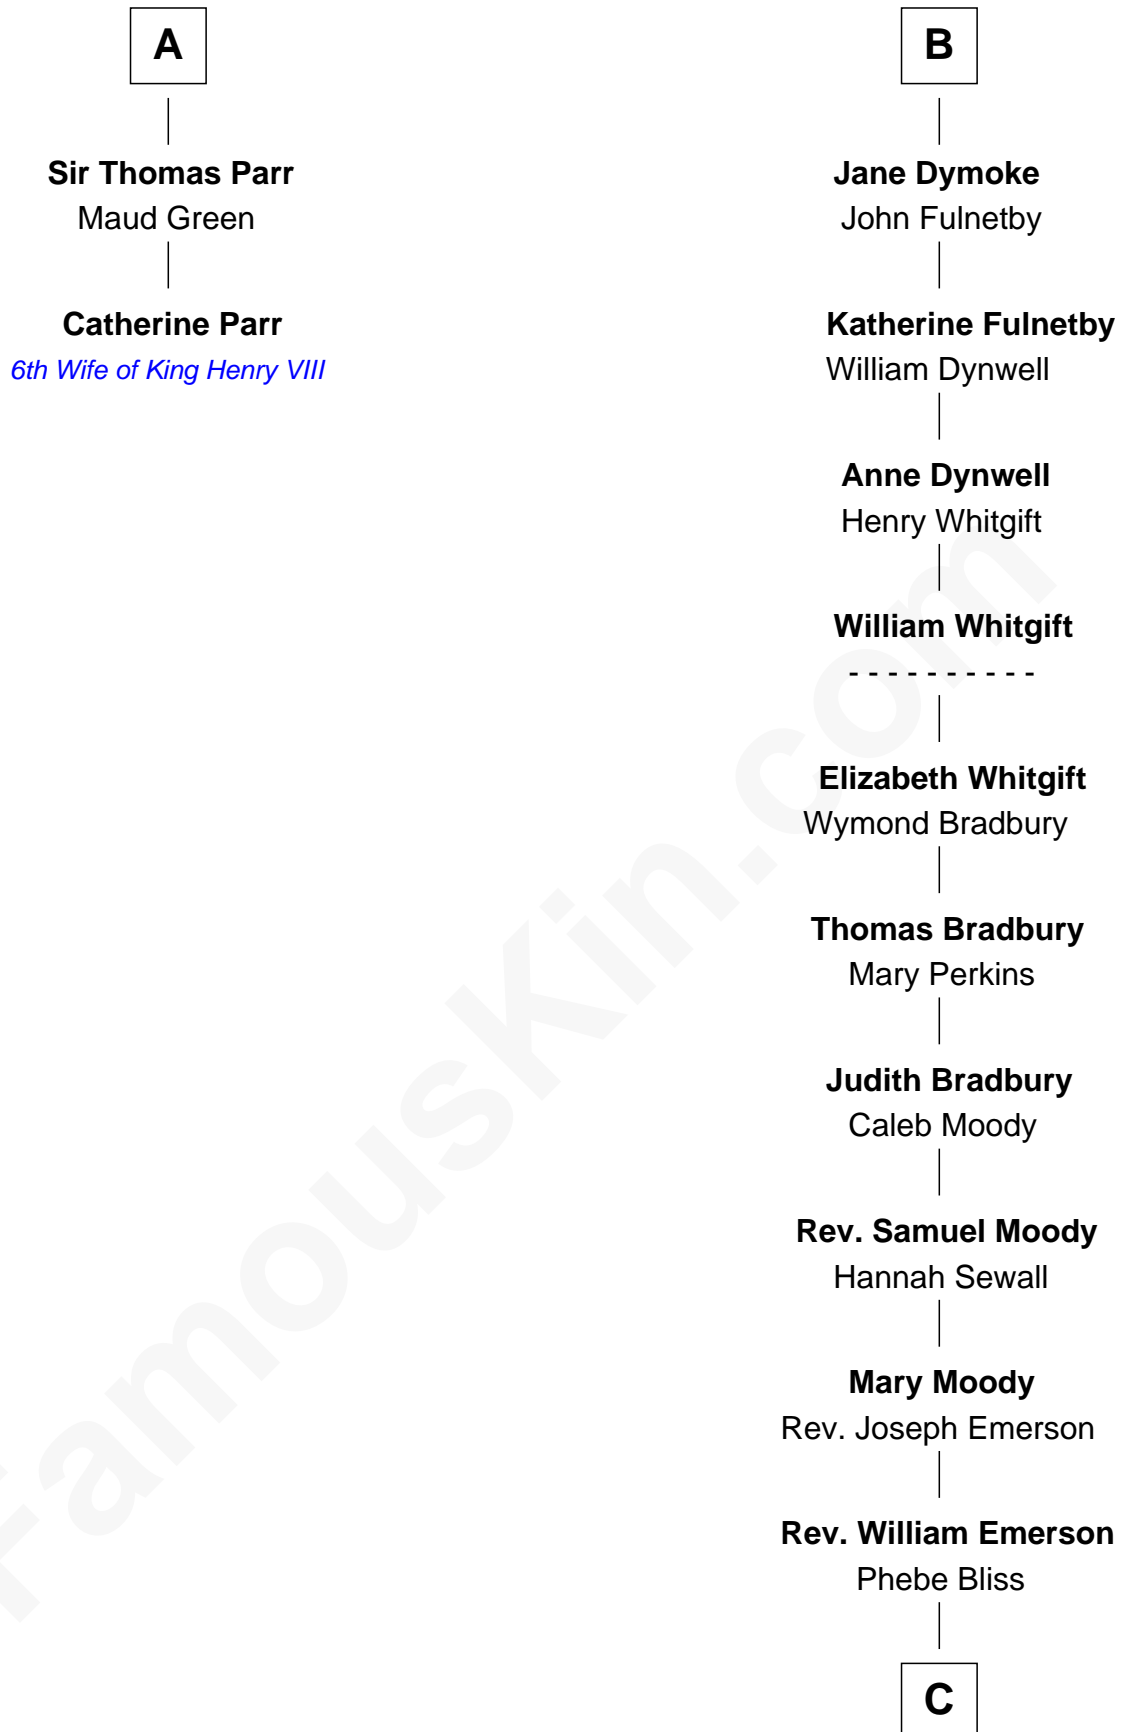 A
Sir Thomas Parr
Maud Green
Catherine Parr
6th Wife of King Henry VIII
B
Jane Dymoke
John Fulnetby
Katherine Fulnetby
William Dynwell
Anne Dynwell
Henry Whitgift
William Whitgift
- - - - - - - - - -
Elizabeth Whitgift
Wymond Bradbury
Thomas Bradbury
Mary Perkins
Judith Bradbury
Caleb Moody
Rev. Samuel Moody
Hannah Sewall
Mary Moody
Rev. Joseph Emerson
Rev. William Emerson
Phebe Bliss
C
FamousKin.com